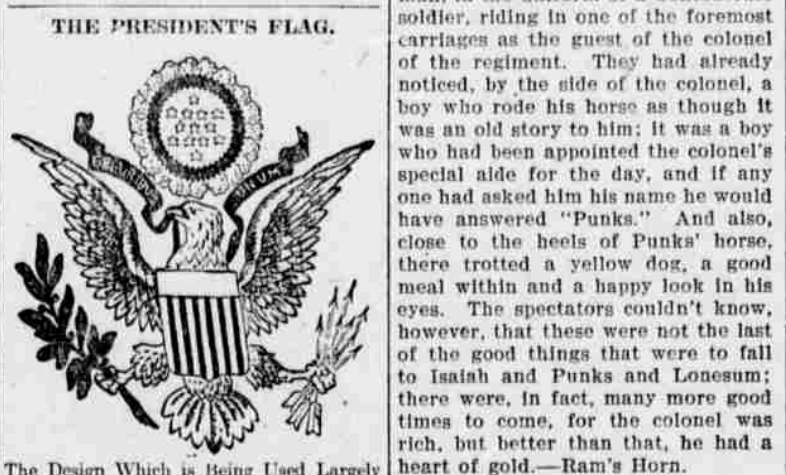 THE PRESIDENT'S FLAG.
E PLURIBUS
UNUM
The Design Which is Being Used Largely
soldier, riding in one of the foremost
carriages as the guest of the colonel
of the regiment. They had already
noticed, by the side of the colonel, a
boy who rode his horse as though it
was an old story to him; it was a boy
who had been appointed the colonel's
special aide for the day, and if any
one had asked him his name he would
have answered "Punks." And also,
close to the heels of Punks' horse,
there trotted a yellow dog, a good
meal within and a happy look in his
eyes. The spectators couldn't know,
however, that these were not the last
of the good things that were to fall
to Isaiah and Punks and Lonesum;
there were, in fact, many more good
times to come, for the colonel was
rich, but better than that, he had a
heart of gold.—Ram's Horn.